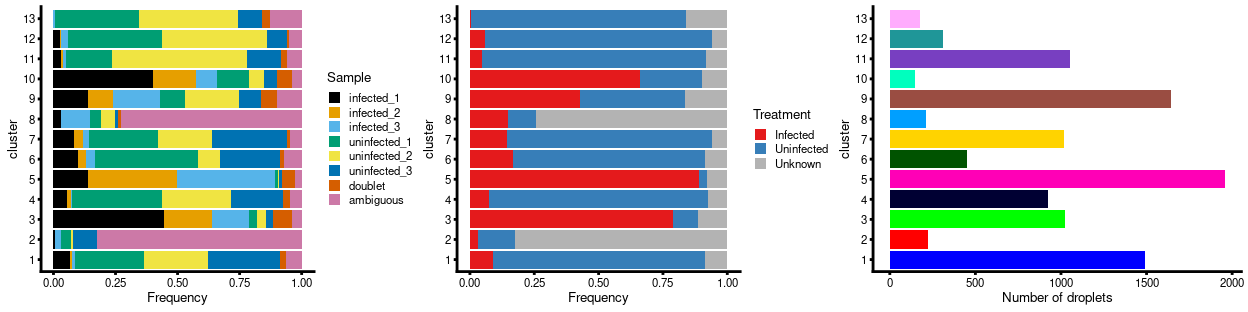 cluster
13
12
11
10
9
8
7
6
5
4
3
2
1
0.00 0.25 0.50 0.75 1.00
Frequency
Sample
infected_1
infected_2
infected_3
uninfected_1
uninfected_2
uninfected_3
doublet
ambiguous
cluster
13
12
11
10
9
8
7
6
5
4
3
2
1
0.00 0.25 0.50 0.75 1.00
Frequency
Treatment
Infected
Uninfected
Unknown
cluster
13
12
11
10
9
8
7
6
5
4
3
2
1
0 500 1000 1500 2000
Number of droplets